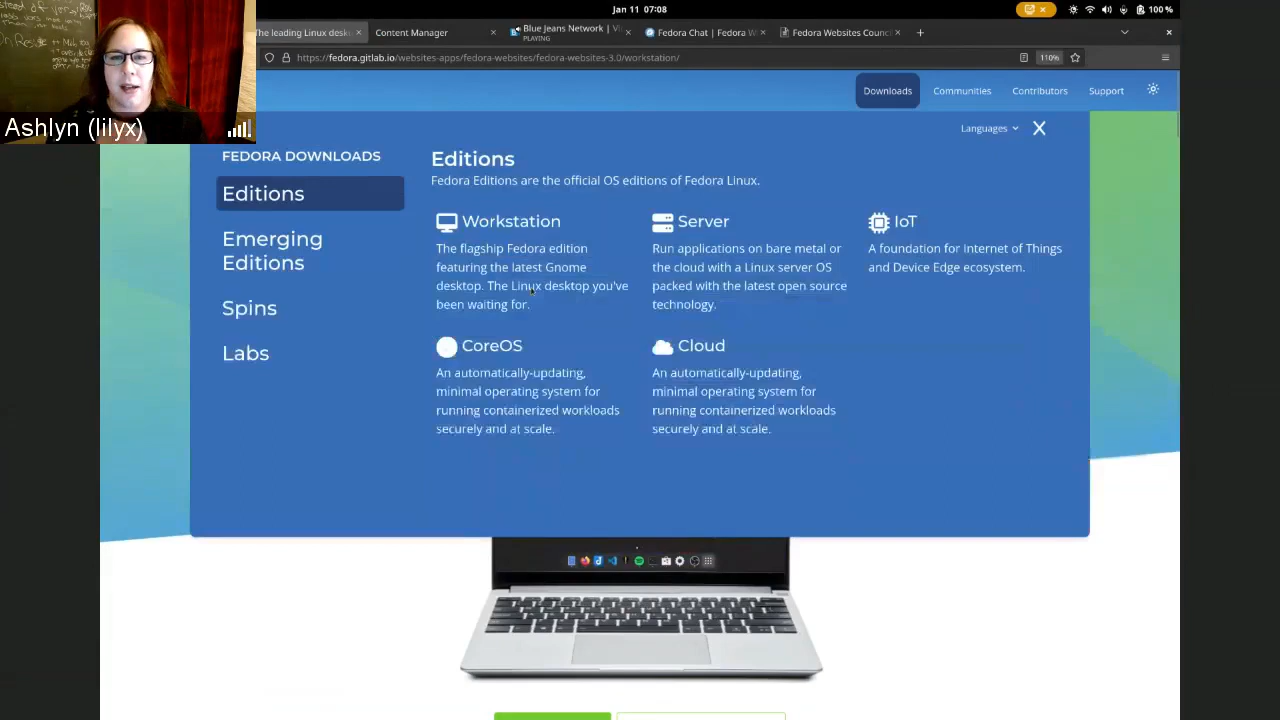 Jan 11 07:08
100 %
The leading Linux desk
Content Manager
Blue Jeans Network | Vi
PLAYING
Fedora Chat | Fedora W
Fedora Websites Counci
https://fedora.gitlab.io/websites-apps/fedora-websites/fedora-websites-3.0/workstation/
110%
Downloads
Communities
Contributors
Support
Ashlyn (lilyx)
Languages
X
FEDORA DOWNLOADS
Editions
Emerging
Editions
Spins
Labs
Editions
Fedora Editions are the official OS editions of Fedora Linux.
Workstation
The flagship Fedora edition
featuring the latest Gnome
desktop. The Linux desktop you've
been waiting for.
Server
Run applications on bare metal or
the cloud with a Linux server OS
packed with the latest open source
technology.
IoT
A foundation for Internet of Things
and Device Edge ecosystem.
CoreOS
An automatically-updating,
minimal operating system for
running containerized workloads
securely and at scale.
Cloud
An automatically-updating,
minimal operating system for
running containerized workloads
securely and at scale.